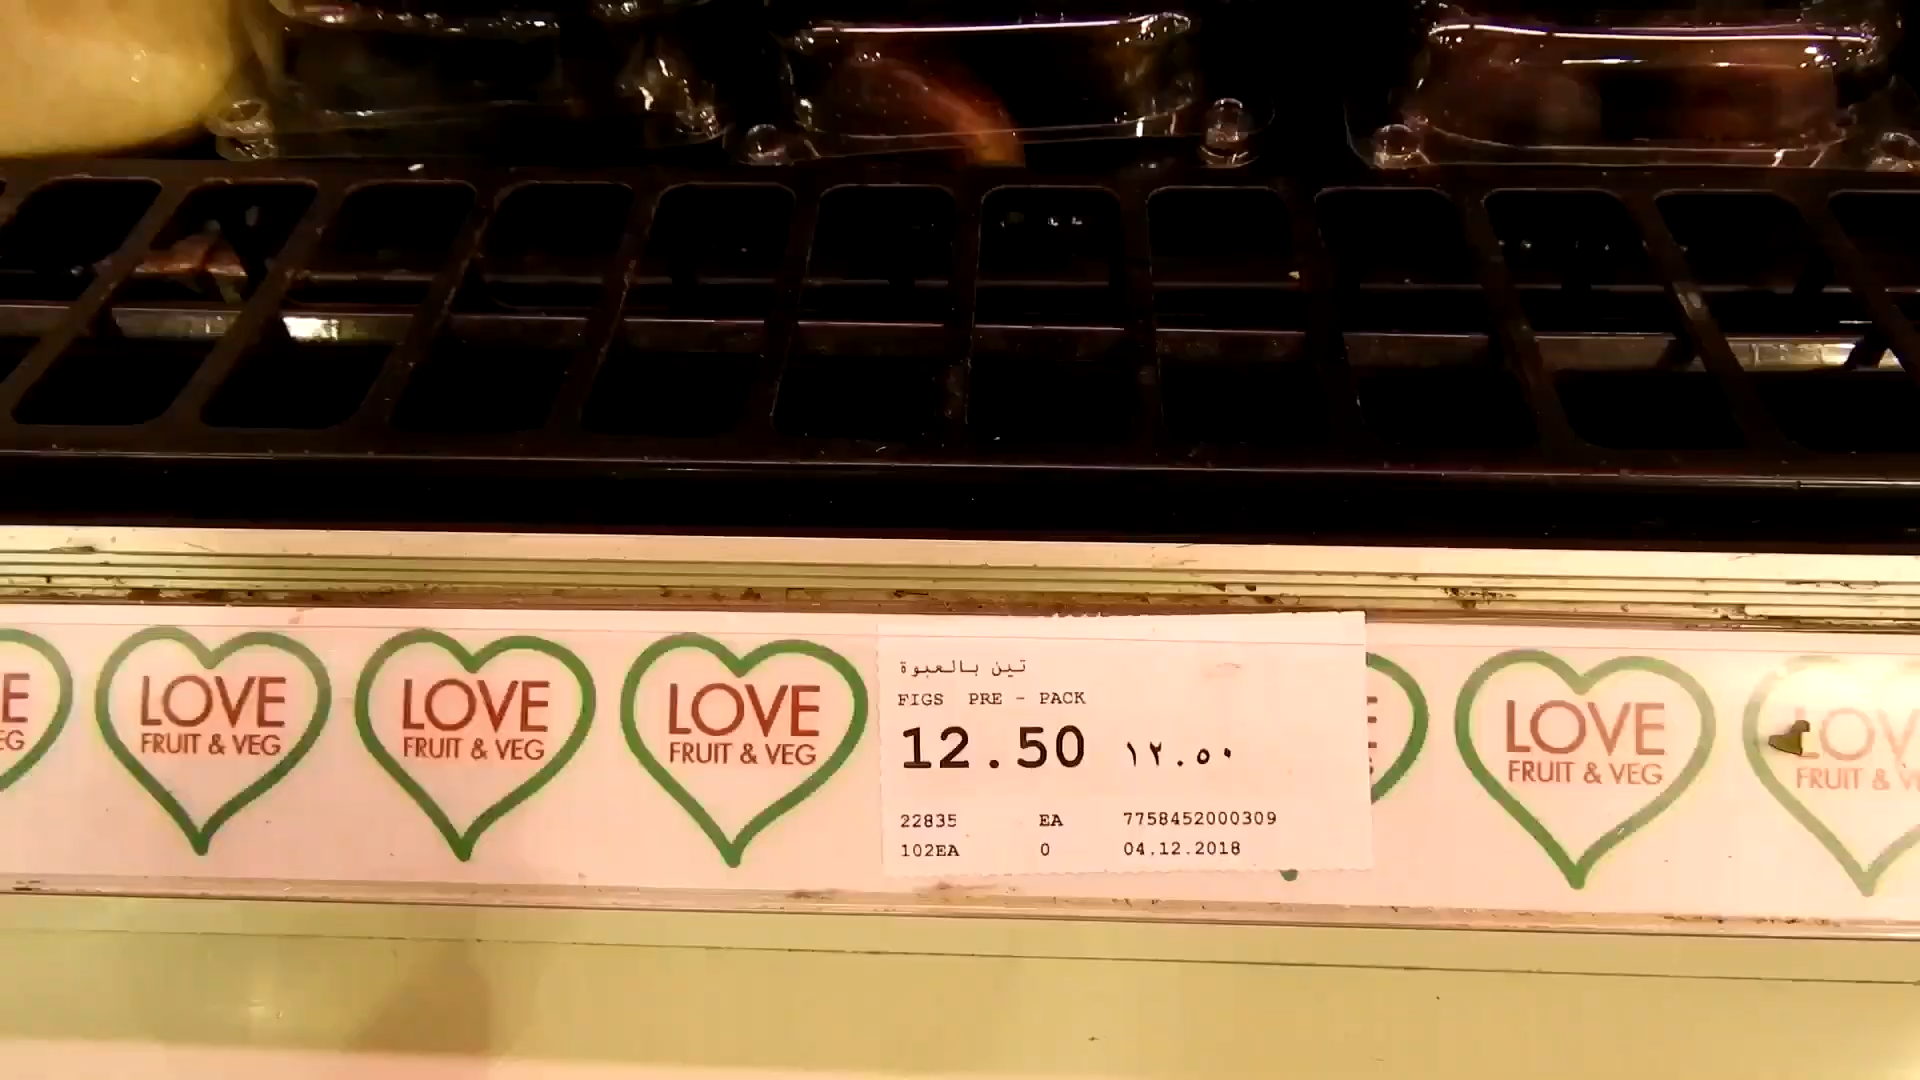 LOVE
FRUIT & VEG
LOVE
FRUIT & VEG
LOVE
FRUIT & VEG
تين بالعبوة
FIGS PRE - PACK
12.50 ١٢.٥٠
22835 EA 7758452000309
102EA 0 04.12.2018
LOVE
FRUIT & VEG